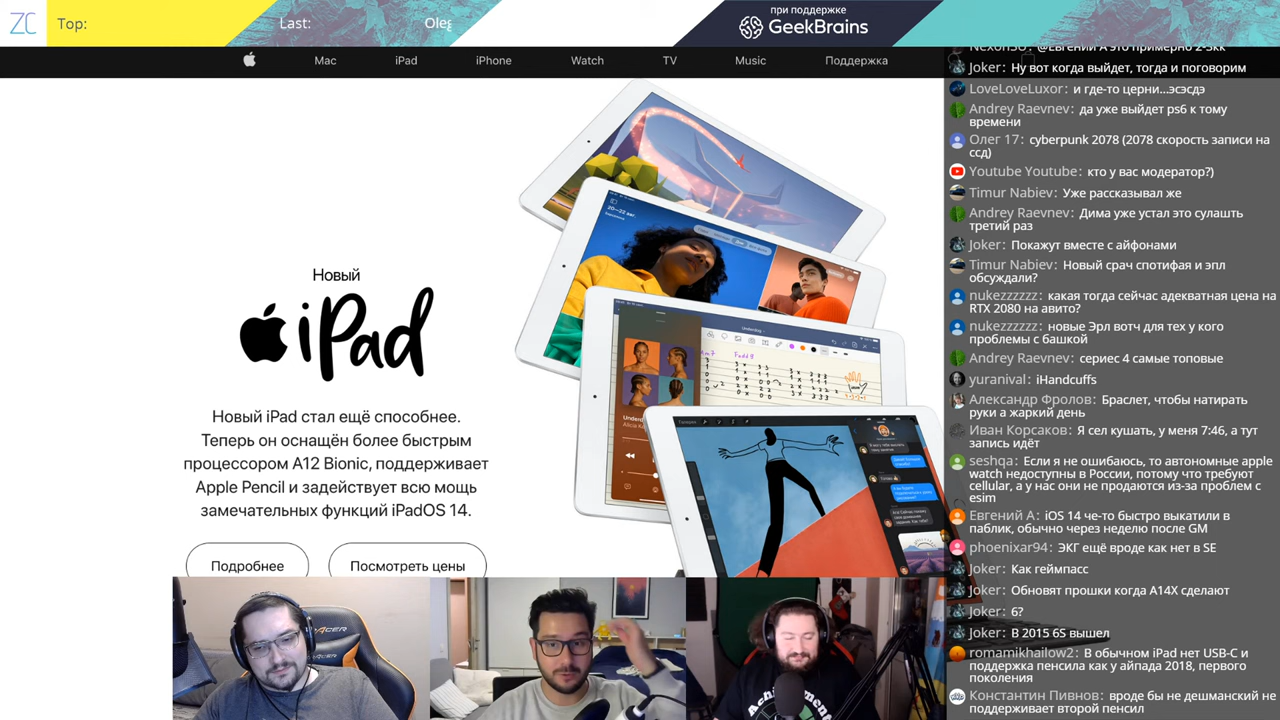 ZC
Top:
Last:
Oleg
при поддержке
GeekBrains
Mac
iPad
iPhone
Watch
TV
Music
Поддержка
Новый
iPad
Новый iPad стал ещё способнее.
Теперь он оснащён более быстрым
процессором A12 Bionic, поддерживает
Apple Pencil и задействует всю мощь
замечательных функций iPadOS 14.
Подробнее
Посмотреть цены
Joker: Ну вот когда выйдет, тогда и поговорим
LoveLoveLuxor: и где-то церни...эсэсдэ
Andrey Raevnev: да уже выйдет ps6 к тому
времени
Олег 17: cyberpunk 2078 (2078 скорость записи на
ссд)
Youtube Youtube: кто у вас модератор?)
Timur Nabiev: Уже рассказывал же
Andrey Raevnev: Дима уже устал это сулашть
третий раз
Joker: Покажут вместе с айфонами
Timur Nabiev: Новый срач спотифая и эпл
обсуждали?
nukezzzzzz: какая тогда сейчас адекватная цена на
RTX 2080 на авито?
nukezzzzzz: новые Эрл вотч для тех у кого
проблемы с башкой
Andrey Raevnev: сериес 4 самые топовые
yuranival: iHandcuffs
Александр Фролов: Браслет, чтобы натирать
руки а жаркий день
Иван Корсаков: Я сел кушать, у меня 7:46, а тут
запись идёт
seshqa: Если я не ошибаюсь, то автономные apple
watch недоступны в России, потому что требуют
cellular, а у нас они не продаются из-за проблем с
esim
Евгений А: iOS 14 че-то быстро выкатили в
паблик, обычно через неделю после GM
phoenixar94: ЭКГ ещё вроде как нет в SE
Joker: Как геймпасс
Joker: Обновят прошки когда A14X сделают
Joker: 6?
Joker: В 2015 6S вышел
romamikhailow2: В обычном iPad нет USB-C и
поддержка пенсила как у айпада 2018, первого
поколения
Константин Пивнов: вроде бы не дешманский не
поддерживает второй пенсил